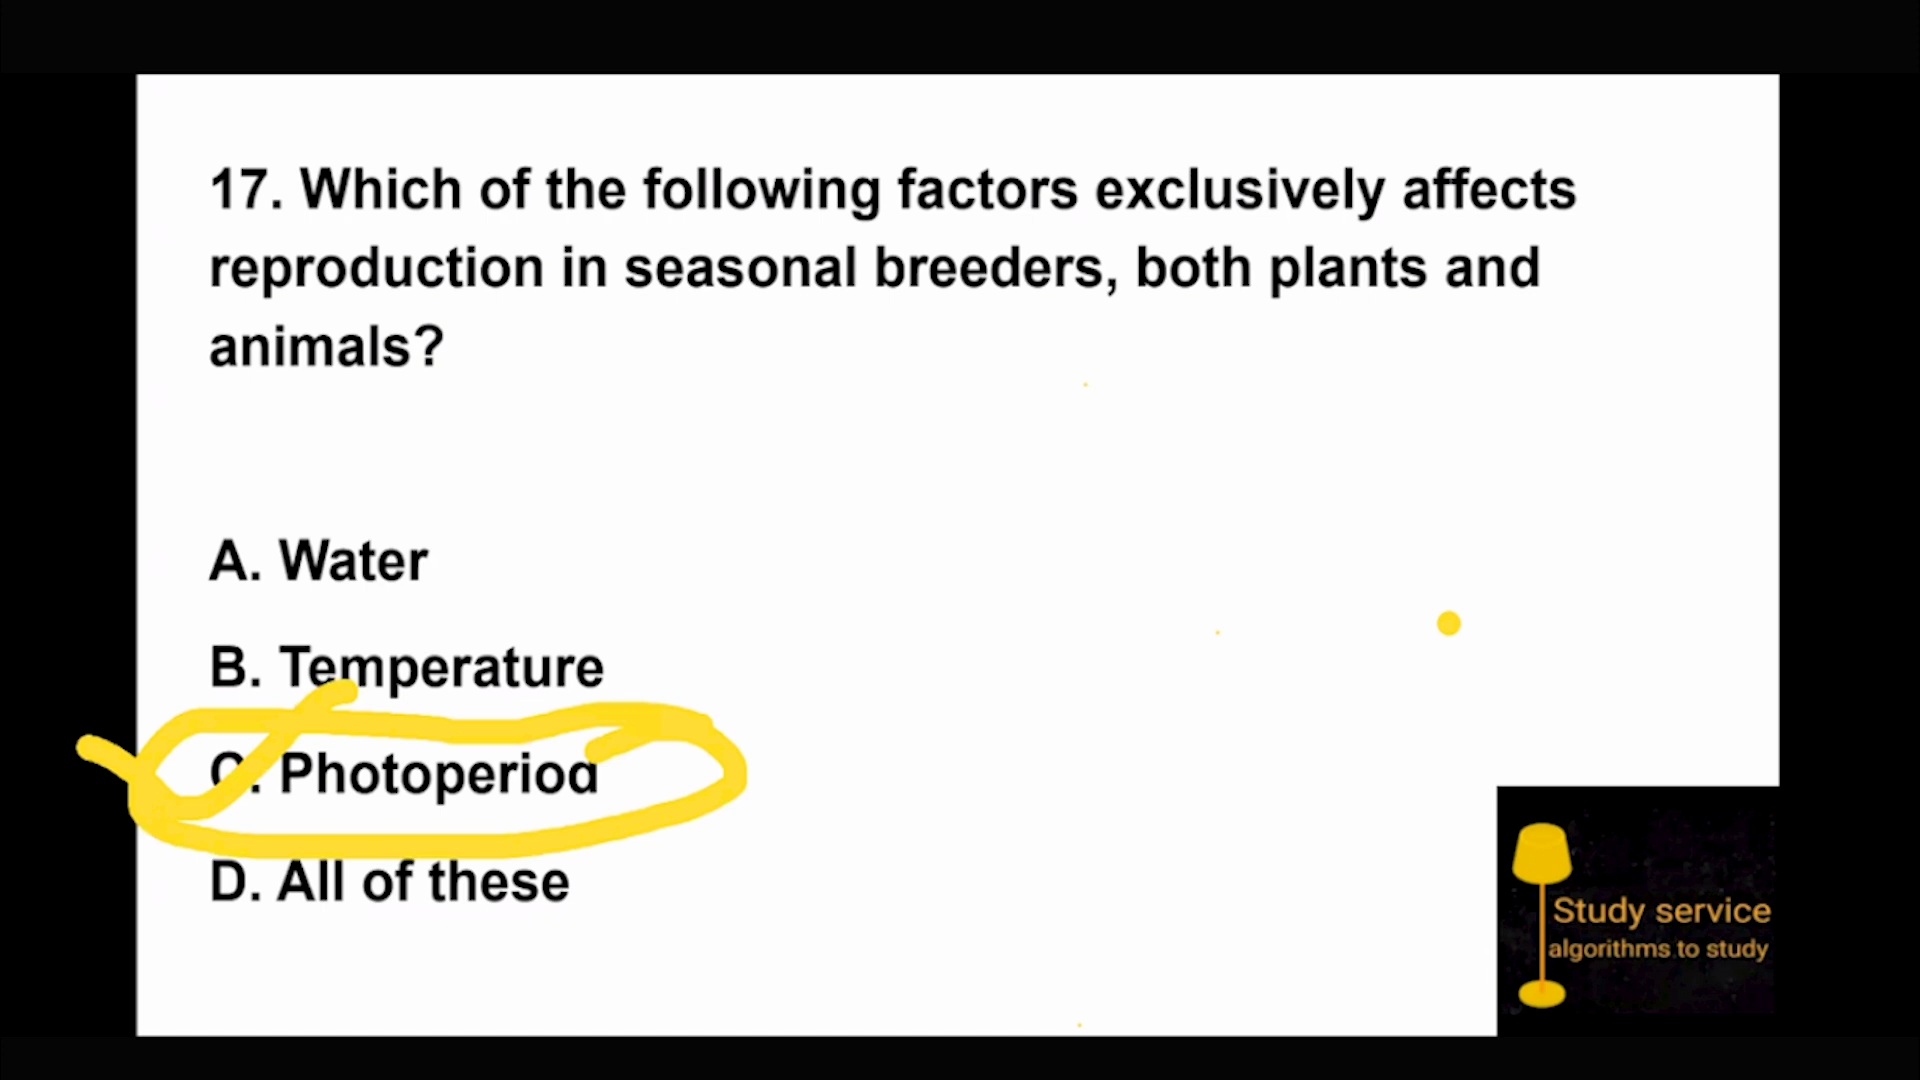 17. Which of the following factors exclusively affects
reproduction in seasonal breeders, both plants and
animals?
A. Water
B. Temperature
C. Photoperiod
D. All of these
Study service
algorithms to study